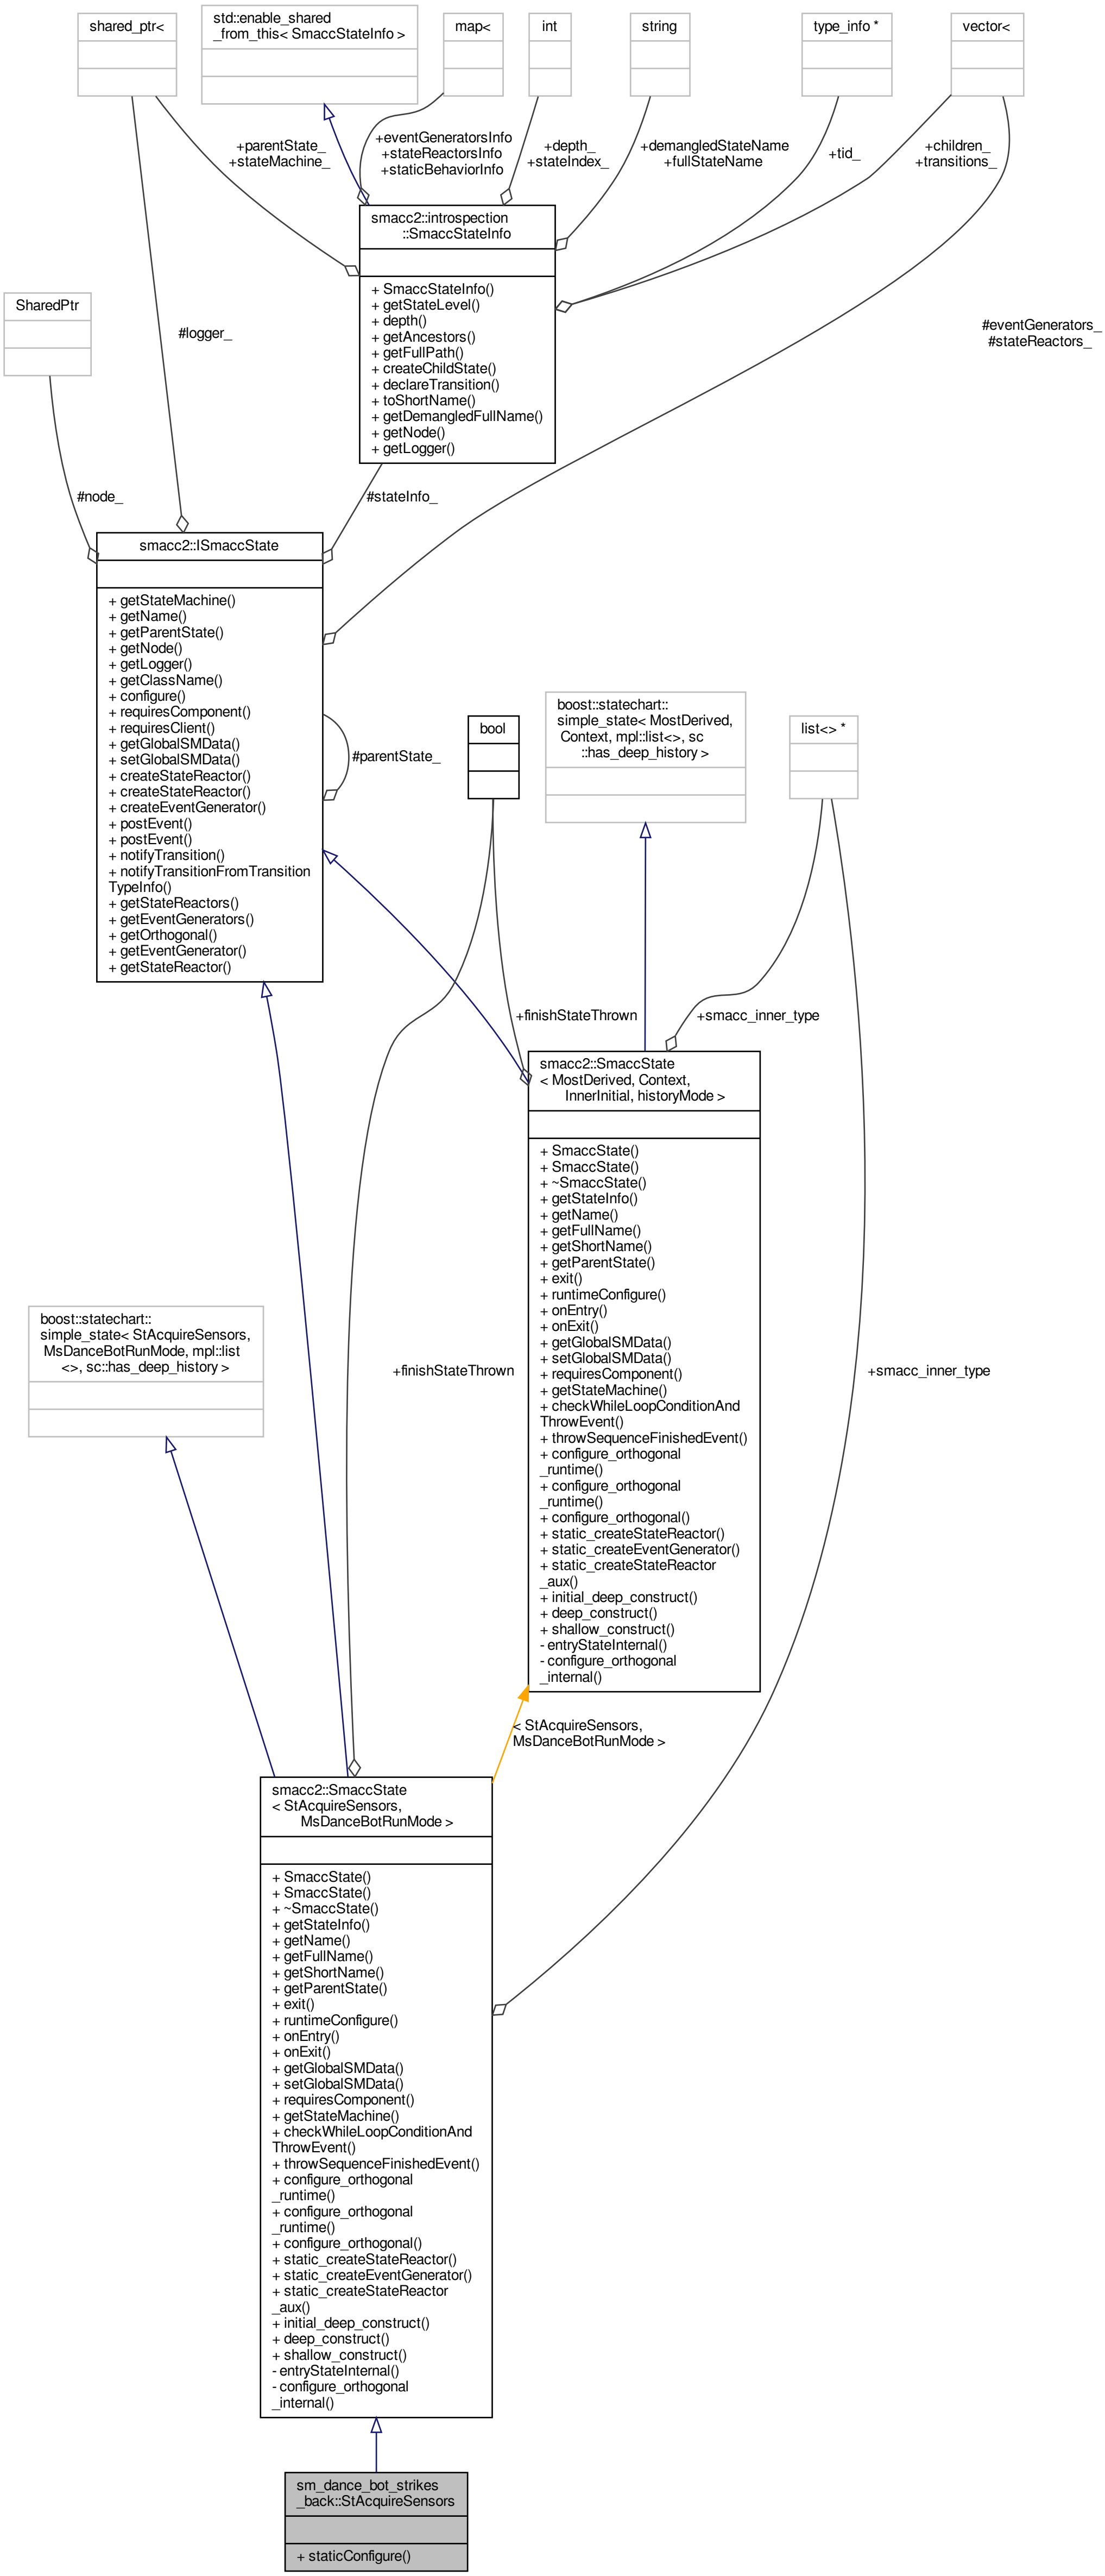 shared_ptr<
std::enable_shared
_from_this< SmaccStateInfo >
map<
int
string
type_info *
vector<
+parentState_
+stateMachine_
+eventGeneratorsInfo
+stateReactorsInfo
+staticBehaviorInfo
+depth_
+stateIndex_
+demangledStateName
+fullStateName
+tid_
+children_
+transitions_
smacc2::introspection
::SmaccStateInfo
+ SmaccStateInfo()
+ getStateLevel()
+ depth()
+ getAncestors()
+ getFullPath()
+ createChildState()
+ declareTransition()
+ toShortName()
+ getDemangledFullName()
+ getNode()
+ getLogger()
SharedPtr
#logger_
#eventGenerators_
#stateReactors_
#node_
#stateInfo_
smacc2::ISmaccState
+ getStateMachine()
+ getName()
+ getParentState()
+ getNode()
+ getLogger()
+ getClassName()
+ configure()
+ requiresComponent()
+ requiresClient()
+ getGlobalSMData()
+ setGlobalSMData()
+ createStateReactor()
+ createStateReactor()
+ createEventGenerator()
+ postEvent()
+ postEvent()
+ notifyTransition()
+ notifyTransitionFromTransition
TypeInfo()
+ getStateReactors()
+ getEventGenerators()
+ getOrthogonal()
+ getEventGenerator()
+ getStateReactor()
#parentState_
bool
boost::statechart::
simple_state< MostDerived,
Context, mpl::list<>, sc
::has_deep_history >
list<> *
+finishStateThrown
+smacc_inner_type
smacc2::SmaccState
< MostDerived, Context,
InnerInitial, historyMode >
+ SmaccState()
+ SmaccState()
+ ~SmaccState()
+ getStateInfo()
+ getName()
+ getFullName()
+ getShortName()
+ getParentState()
+ exit()
+ runtimeConfigure()
+ onEntry()
+ onExit()
+ getGlobalSMData()
+ setGlobalSMData()
+ requiresComponent()
+ getStateMachine()
+ checkWhileLoopConditionAnd
ThrowEvent()
+ throwSequenceFinishedEvent()
+ configure_orthogonal
_runtime()
+ configure_orthogonal
_runtime()
+ configure_orthogonal()
+ static_createStateReactor()
+ static_createEventGenerator()
+ static_createStateReactor
_aux()
+ initial_deep_construct()
+ deep_construct()
+ shallow_construct()
- entryStateInternal()
- configure_orthogonal
_internal()
boost::statechart::
simple_state< StAcquireSensors,
MsDanceBotRunMode, mpl::list
<>, sc::has_deep_history >
+finishStateThrown
+smacc_inner_type
< StAcquireSensors,
MsDanceBotRunMode >
smacc2::SmaccState
< StAcquireSensors,
MsDanceBotRunMode >
+ SmaccState()
+ SmaccState()
+ ~SmaccState()
+ getStateInfo()
+ getName()
+ getFullName()
+ getShortName()
+ getParentState()
+ exit()
+ runtimeConfigure()
+ onEntry()
+ onExit()
+ getGlobalSMData()
+ setGlobalSMData()
+ requiresComponent()
+ getStateMachine()
+ checkWhileLoopConditionAnd
ThrowEvent()
+ throwSequenceFinishedEvent()
+ configure_orthogonal
_runtime()
+ configure_orthogonal
_runtime()
+ configure_orthogonal()
+ static_createStateReactor()
+ static_createEventGenerator()
+ static_createStateReactor
_aux()
+ initial_deep_construct()
+ deep_construct()
+ shallow_construct()
- entryStateInternal()
- configure_orthogonal
_internal()
sm_dance_bot_strikes
_back::StAcquireSensors
+ staticConfigure()